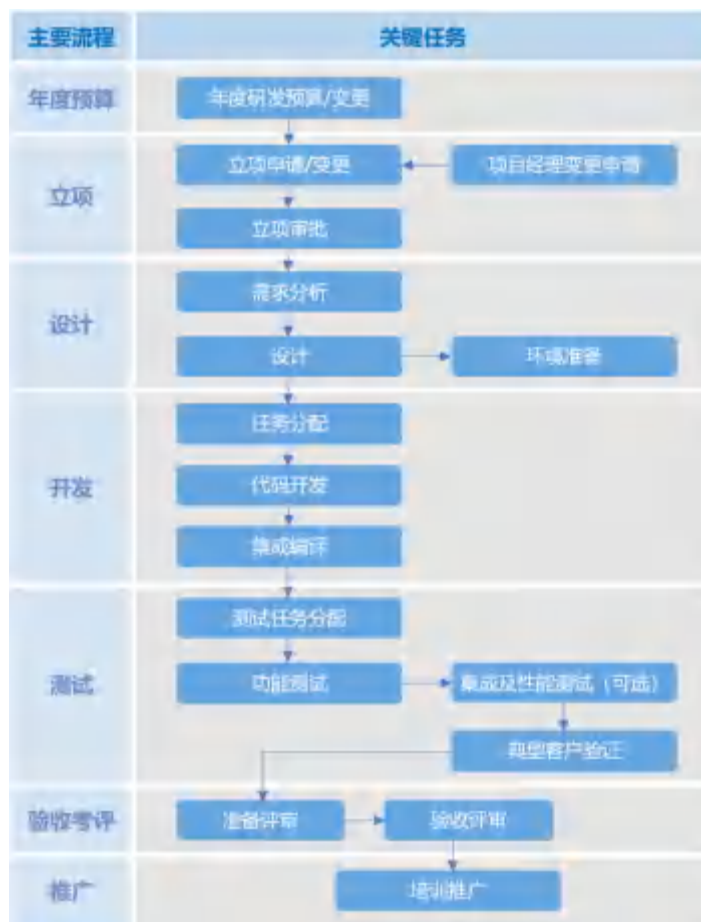 主要流程
关键任务
年度预算
年度研发预算/变更
立项
立项申请/变更
项目经理变更申请
立项审批
设计
需求分析
设计
环境准备
开发
任务分配
代码开发
集成编译
测试
测试任务分配
功能测试
集成及性能测试（可选）
典型客户验证
验收考评
准备评审
验收评审
推广
培训推广